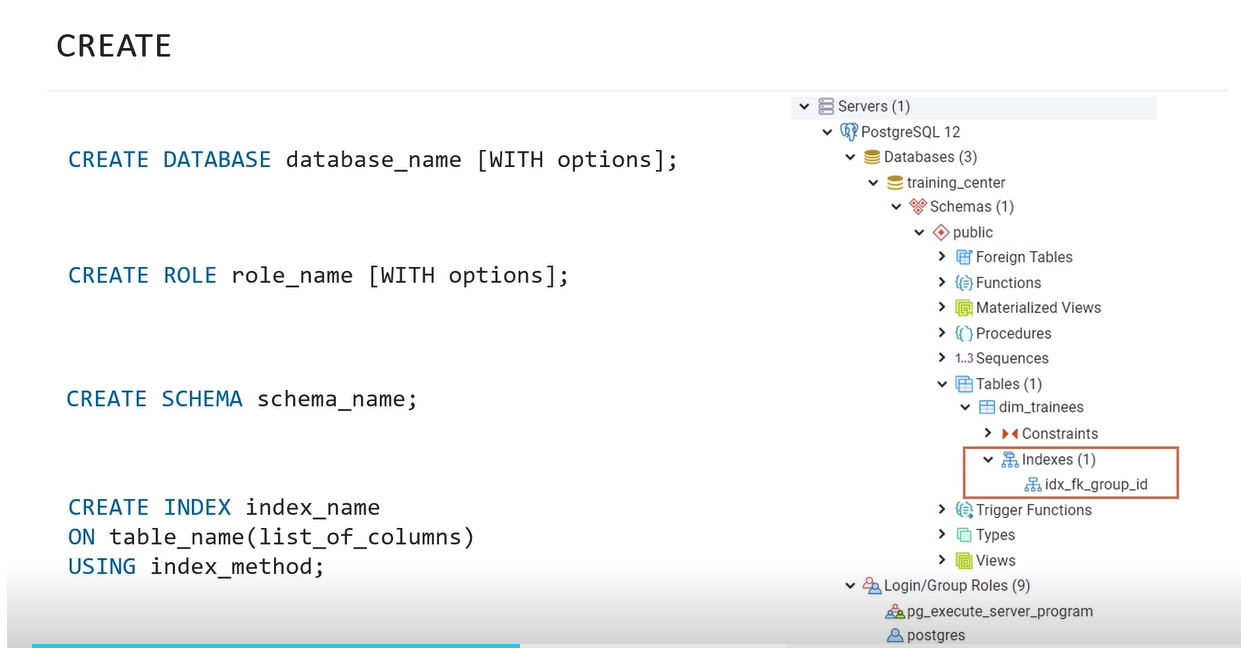 CREATE
CREATE DATABASE database_name [WITH options];
CREATE ROLE role_name [WITH options];
CREATE SCHEMA schema_name;
CREATE INDEX index_name
ON table_name(list_of_columns)
USING index_method;
Servers (1)
PostgreSQL 12
Databases (3)
training_center
Schemas (1)
public
Foreign Tables
Functions
Materialized Views
Procedures
1..3 Sequences
Tables (1)
dim_trainees
Constraints
Indexes (1)
idx_fk_group_id
Trigger Functions
Types
Views
Login/Group Roles (9)
pg_execute_server_program
postgres